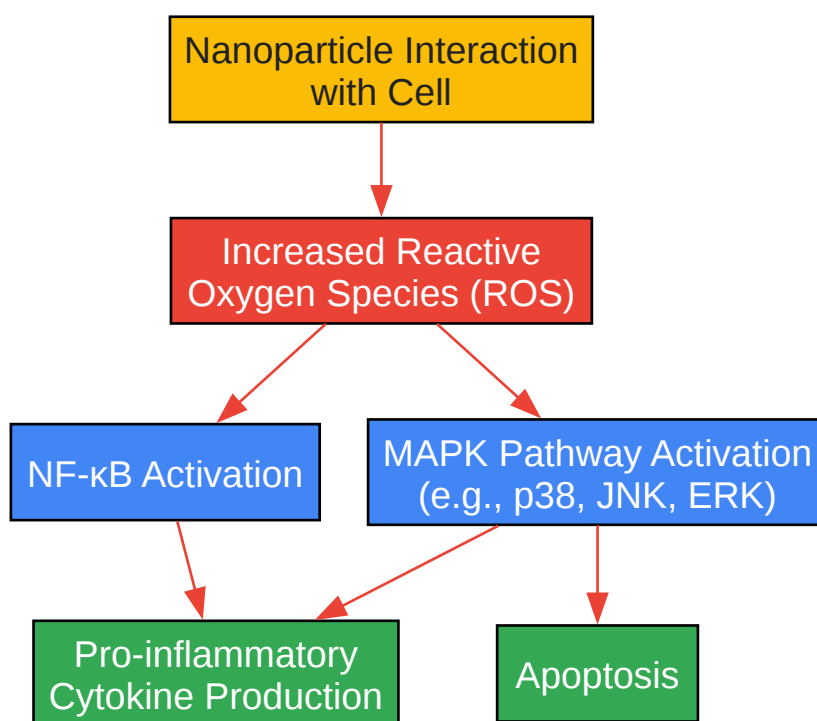 Nanoparticle Interaction
with Cell
Increased Reactive
Oxygen Species (ROS)
NF-κB Activation
MAPK Pathway Activation
(e.g., p38, JNK, ERK)
Pro-inflammatory
Cytokine Production
Apoptosis